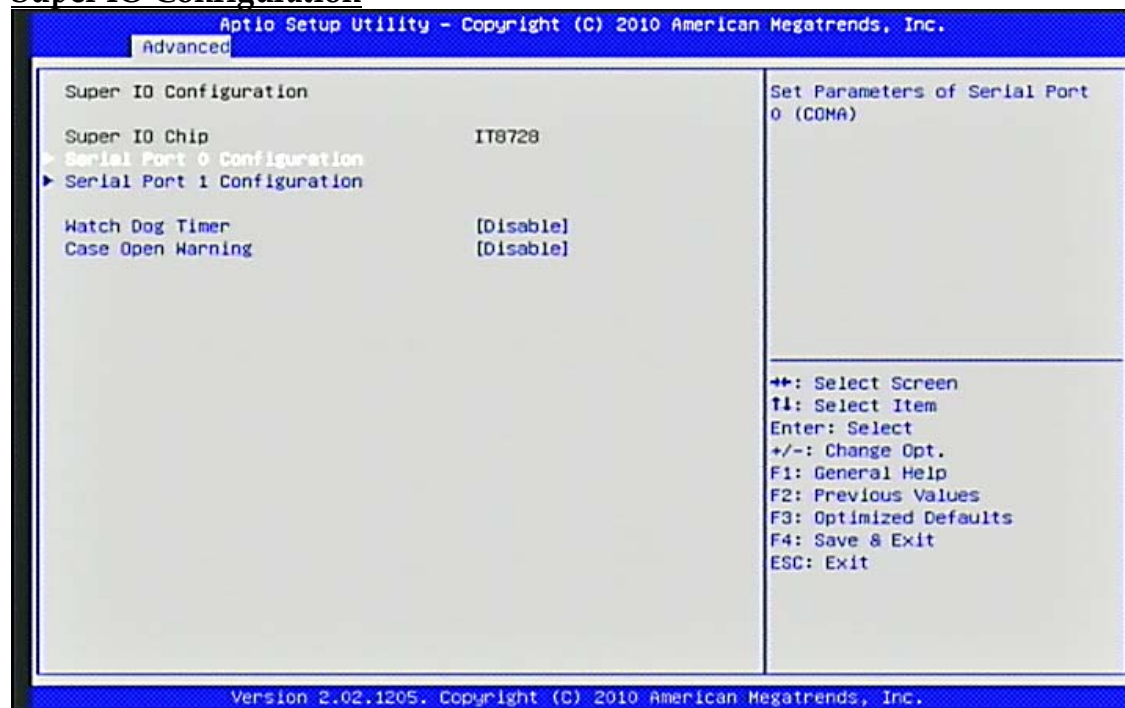 Super IO Configuration
Aptio Setup Utility – Copyright (C) 2010 American Megatrends, Inc.
Advanced
Super IO Configuration
Super IO Chip IT8728
Serial Port 0 Configuration
Serial Port 1 Configuration
Watch Dog Timer [Disable]
Case Open Warning [Disable]
Set Parameters of Serial Port
0 (COMA)
→←: Select Screen
↑↓: Select Item
Enter: Select
+/-: Change Opt.
F1: General Help
F2: Previous Values
F3: Optimized Defaults
F4: Save & Exit
ESC: Exit
Version 2.02.1205. Copyright (C) 2010 American Megatrends, Inc.